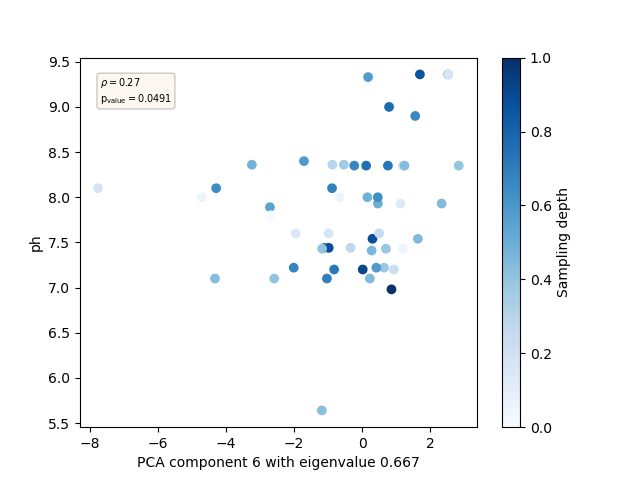 ρ = 0.27
p_value = 0.0491
9.5
9.0
8.5
8.0
7.5
7.0
6.5
6.0
5.5
ph
−8 −6 −4 −2 0 2
PCA component 6 with eigenvalue 0.667
1.0
0.8
0.6
0.4
0.2
0.0
Sampling depth